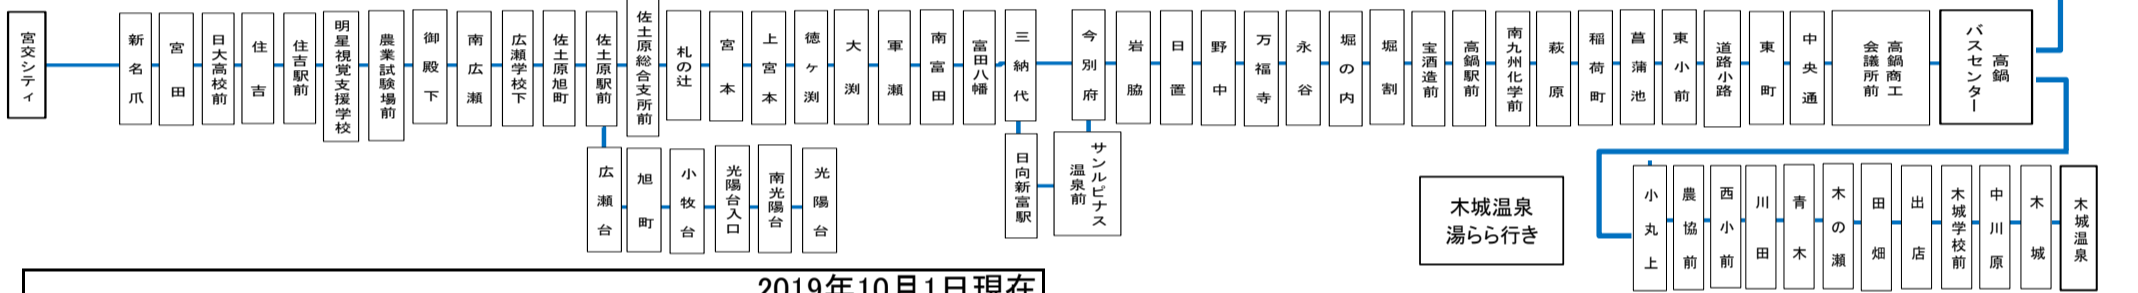 宮交シティ
新名爪
宮田
日大高校前
住吉
住吉駅前
明星視覚支援学校
農業試験場前
御殿下
南広瀬
広瀬学校下
佐土原旭町
佐土原駅前
佐土原総合支所前
札の辻
宮本
上宮本
徳ヶ渕
大渕
軍瀬
南富田
富田八幡
三納代
今別府
岩脇
日置
野中
万福寺
永谷
堀の内
堀割
宝酒造前
高鍋駅前
南九州化学前
萩原
稲荷町
菖蒲池
東小前
道路小路
東町
中央通
高鍋商工
会議所前
高鍋
バスセンター
広瀬台
旭町
小牧台
光陽台入口
南光陽台
光陽台
日向新富駅
サンルピナス
温泉前
木城温泉
湯らら行き
小丸上
農協前
西小前
川田
青木
木の瀬
田畑
出店
木城学校前
中川原
木城
木城温泉
2019年10月1日現在